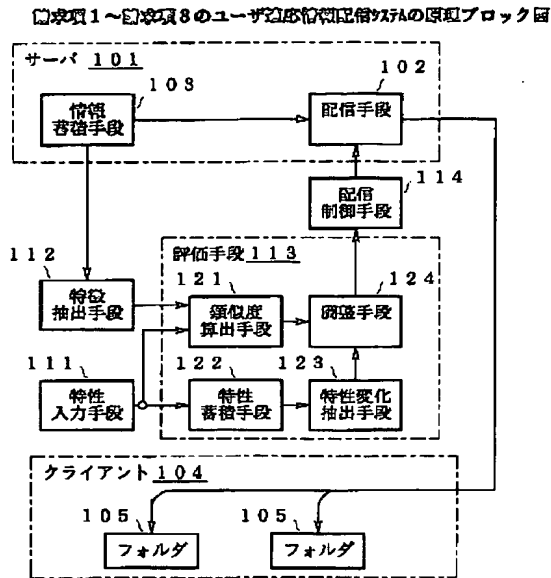 請求項1～請求項8のユーザ適応情報配信システムの原理ブロック図
サーバ 101
103
102
情報
蓄積手段
配信手段
114
配信
制御手段
評価手段 113
112
121
124
特徴
抽出手段
類似度
算出手段
調整手段
111
122
123
特性
入力手段
特性
蓄積手段
特性変化
抽出手段
クライアント 104
105
105
フォルダ
フォルダ